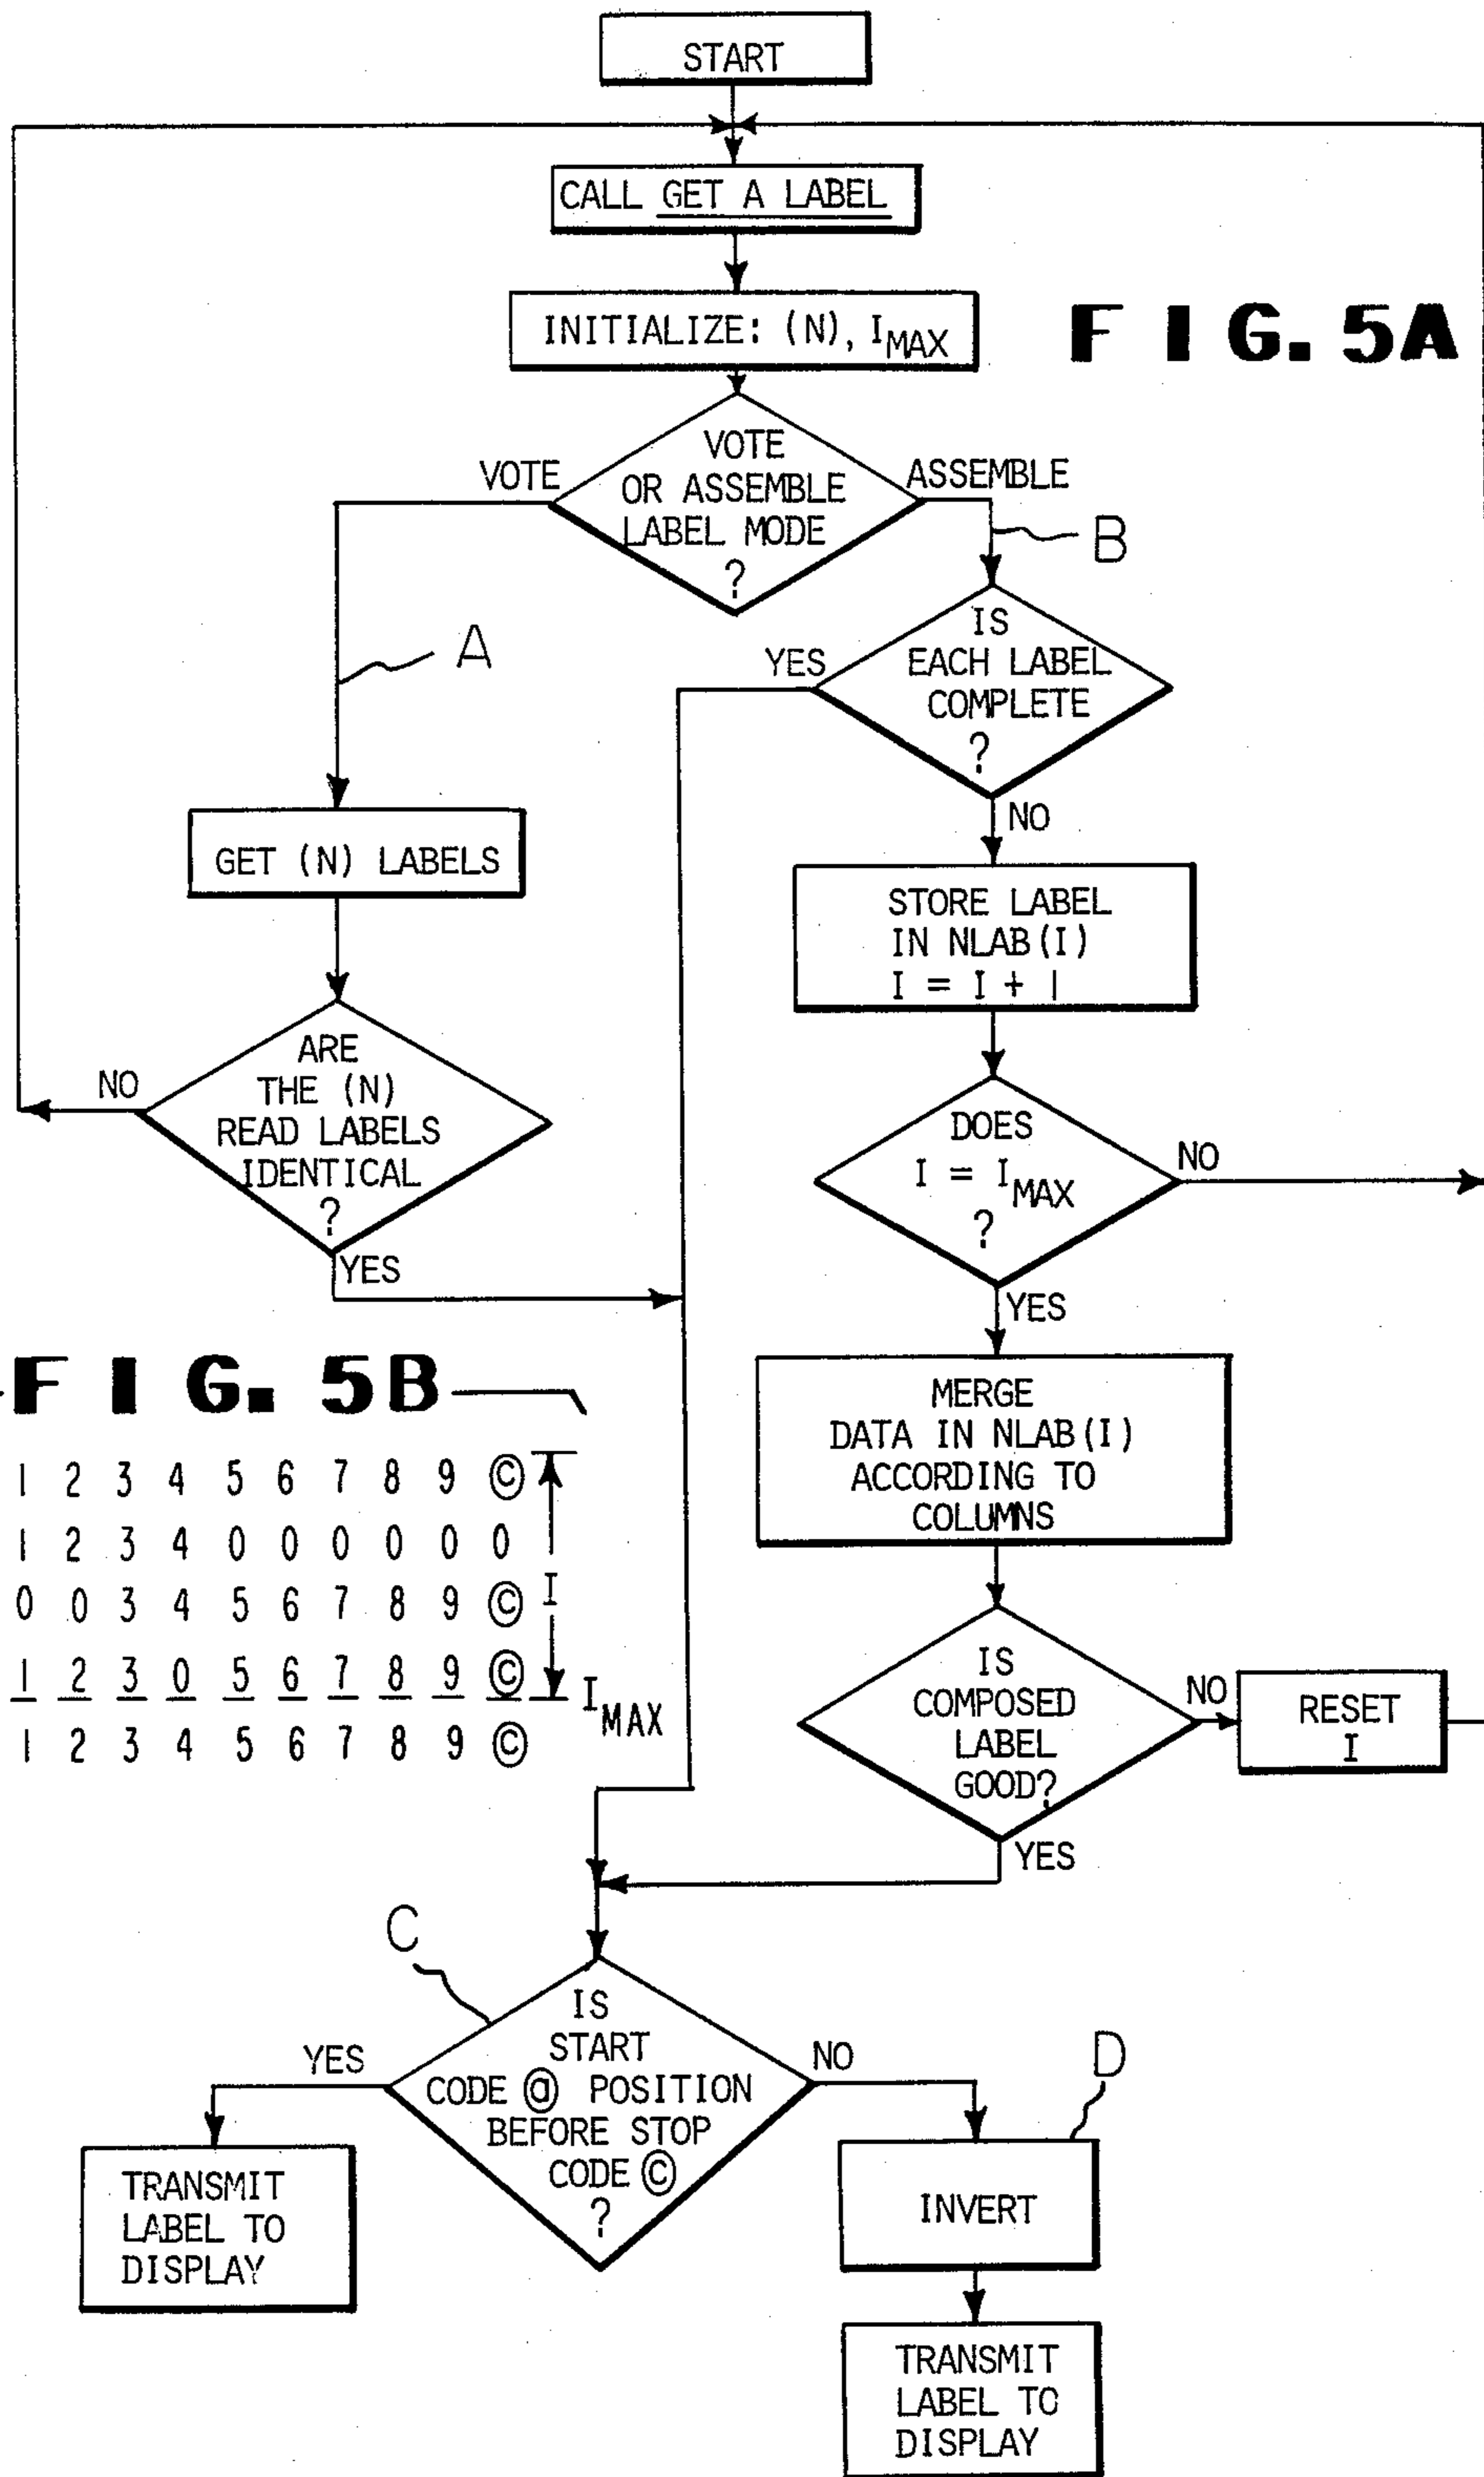 START
CALL GET A LABEL
INITIALIZE: (N), IMAX
FIG. 5A
VOTE
OR ASSEMBLE
LABEL MODE
?
VOTE
ASSEMBLE
B
A
IS
EACH LABEL
COMPLETE
?
YES
NO
GET (N) LABELS
STORE LABEL
IN NLAB(I)
I = I + 1
ARE
THE (N)
READ LABELS
IDENTICAL
?
NO
YES
DOES
I = IMAX
?
NO
YES
FIG. 5B
1 2 3 4 5 6 7 8 9 ©
1 2 3 4 0 0 0 0 0 0
0 0 3 4 5 6 7 8 9 ©
1 2 3 0 5 6 7 8 9 ©
1 2 3 4 5 6 7 8 9 ©
I
IMAX
MERGE
DATA IN NLAB(I)
ACCORDING TO
COLUMNS
IS
COMPOSED
LABEL
GOOD?
NO
RESET
I
YES
C
IS
START
CODE ⓐ POSITION
BEFORE STOP
CODE ©
?
YES
NO
D
TRANSMIT
LABEL TO
DISPLAY
INVERT
TRANSMIT
LABEL TO
DISPLAY